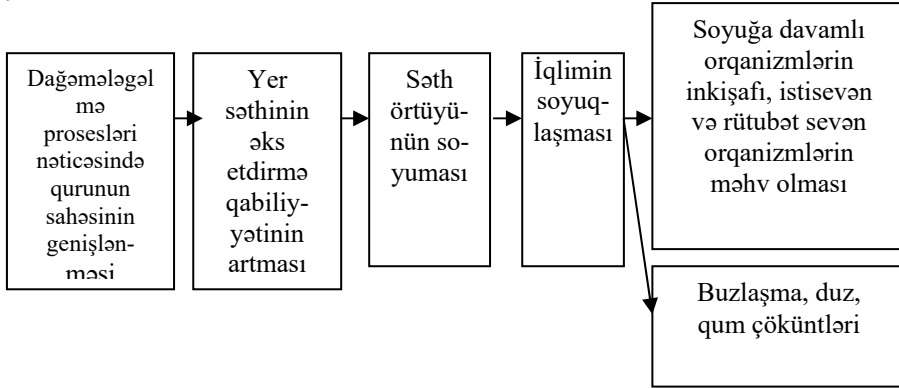 Dağəmələgəl
mə
prosesləri
nəticəsində
qurunun
sahəsinin
genişlən-
məsi
Yer
səthinin
əks
etdirmə
qabiliy-
yətinin
artması
Səth
örtüyü-
nün so-
yuması
İqlimin
soyuq-
laşması
Soyuğa davamlı
orqanizmlərin
inkişafı, istisevən
və rütubət sevən
orqanizmlərin
məhv olması
Buzlaşma, duz,
qum çöküntləri